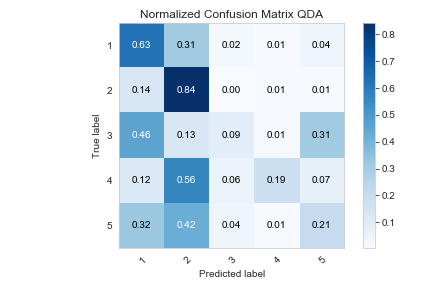 Normalized Confusion Matrix QDA
True label
1 0.63 0.31 0.02 0.01 0.04
2 0.14 0.84 0.00 0.01 0.01
3 0.46 0.13 0.09 0.01 0.31
4 0.12 0.56 0.06 0.19 0.07
5 0.32 0.42 0.04 0.01 0.21
1 2 3 4 5
Predicted label
0.8
0.7
0.6
0.5
0.4
0.3
0.2
0.1